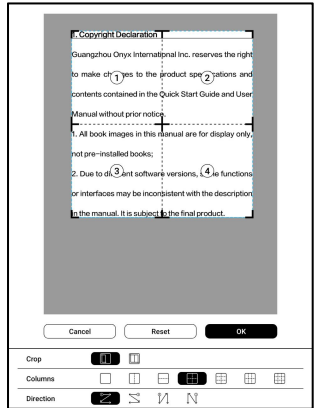 1. Copyright Declaration
Guangzhou Onyx International Inc. reserves the right
to make changes to the product specifications and
contents contained in the Quick Start Guide and User
Manual without prior notice.
1. All book images in this manual are for display only,
not pre-installed books;
2. Due to different software versions, some functions
or interfaces may be inconsistent with the description
in the manual. It is subject to the final product.
1
2
3
4
Cancel
Reset
OK
Crop
Columns
Direction